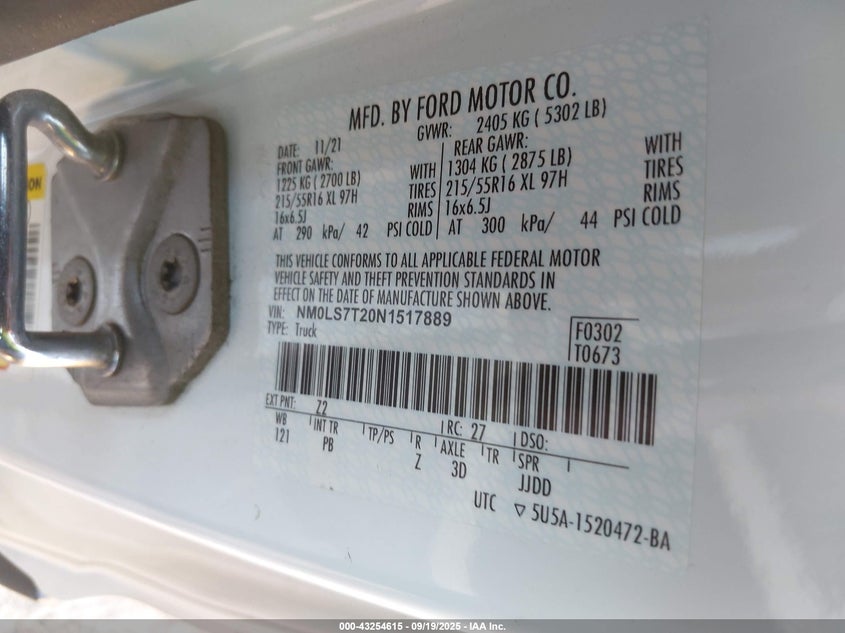 MFD. BY FORD MOTOR CO.
DATE: 11/21 GVWR: 2405 KG ( 5302 LB)
FRONT GAWR: REAR GAWR:
1225 KG ( 2700 LB) WITH 1304 KG ( 2875 LB) WITH
215/55R16 XL 97H TIRES 215/55R16 XL 97H TIRES
16x6.5J RIMS 16x6.5J RIMS
AT 290 kPa/ 42 PSI COLD AT 300 kPa/ 44 PSI COLD
THIS VEHICLE CONFORMS TO ALL APPLICABLE FEDERAL MOTOR
VEHICLE SAFETY AND THEFT PREVENTION STANDARDS IN
EFFECT ON THE DATE OF MANUFACTURE SHOWN ABOVE.
VIN: NM0LS7T20N1517889
TYPE: Truck
F0302
T0673
EXT PNT: Z2 RC: 27 DSO:
WB INT TR TP/PS R AXLE TR SPR
121 PB Z 3D JJDD
UTC ▽ 5U5A-1520472-BA
000-43254615 - 09/19/2025 - IAA Inc.